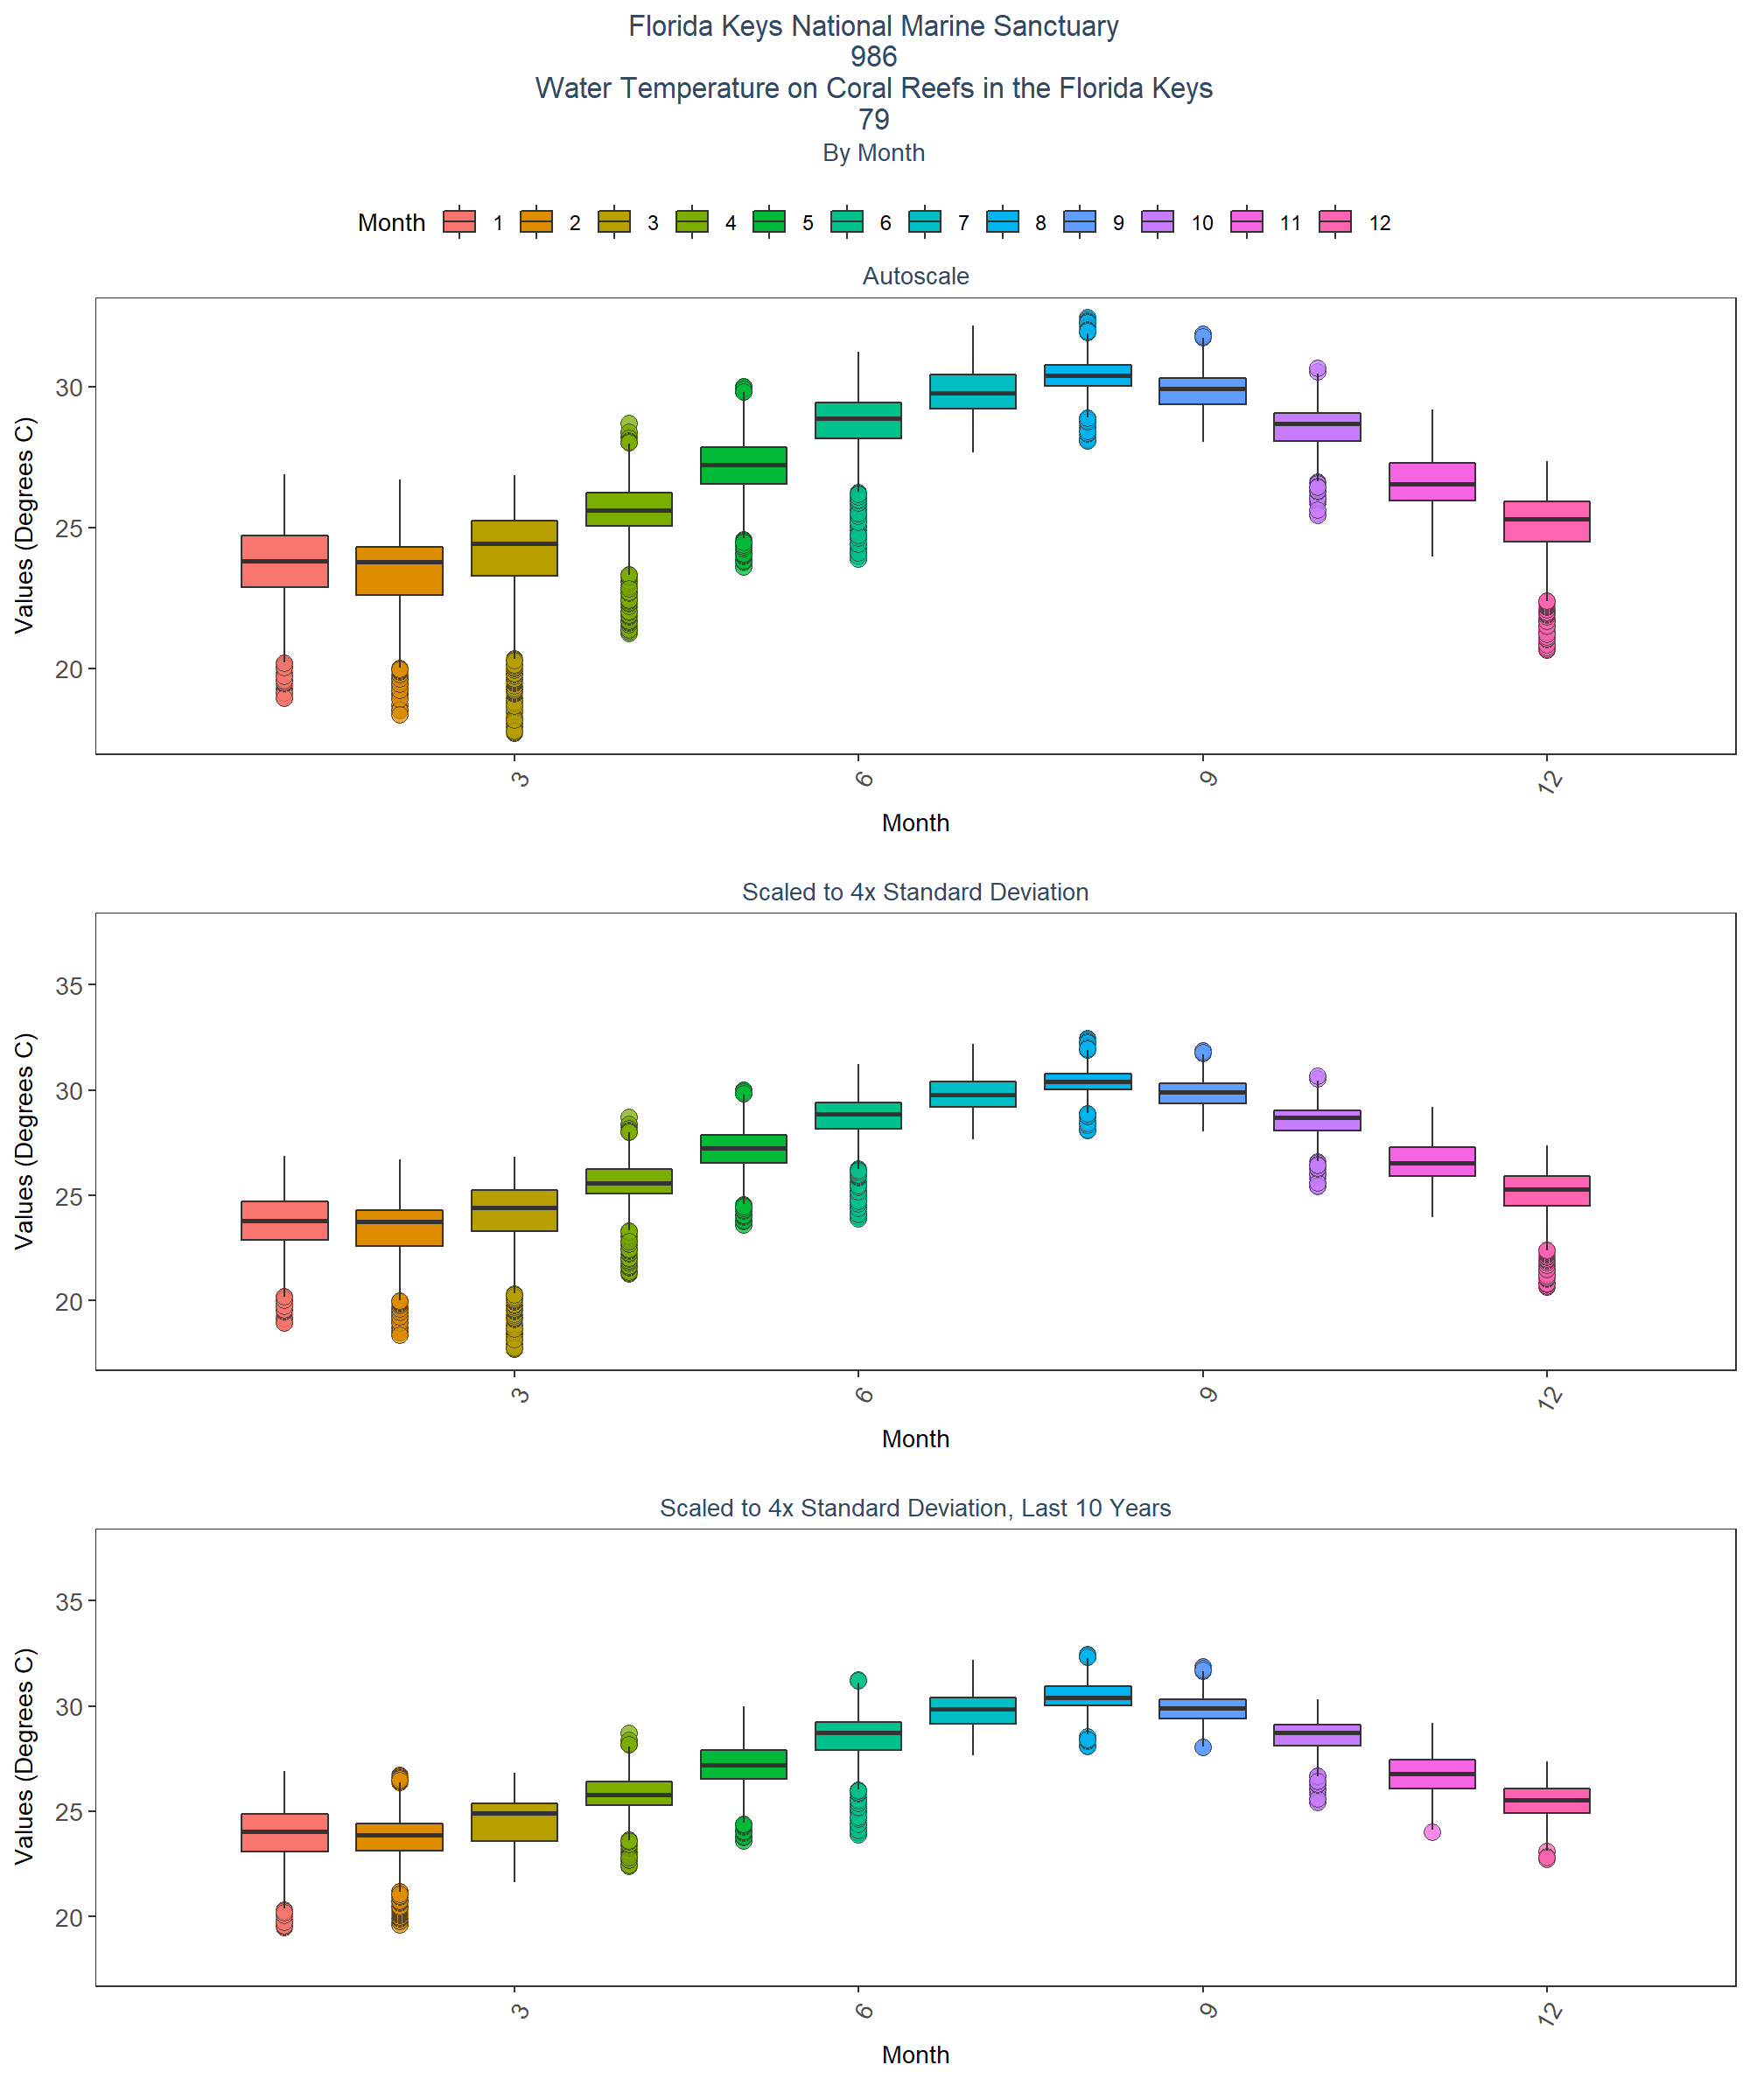 Florida Keys National Marine Sanctuary
986
Water Temperature on Coral Reefs in the Florida Keys
79
By Month
Month 1 2 3 4 5 6 7 8 9 10 11 12
Autoscale
Values (Degrees C)
30
25
20
3 6 9 12
Month
Scaled to 4x Standard Deviation
Values (Degrees C)
35
30
25
20
3 6 9 12
Month
Scaled to 4x Standard Deviation, Last 10 Years
Values (Degrees C)
35
30
25
20
3 6 9 12
Month